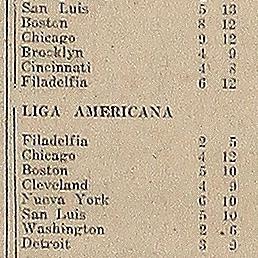 San Luis 5 13
Boston 8 12
Chicago 9 12
Brooklyn 4 9
Cincinnati 4 8
Filadelfia 6 12
LIGA AMERICANA
Filadelfia 2 5
Chicago 4 12
Boston 5 10
Cleveland 4 9
Nueva York 6 10
San Luis 5 10
Washington 2 6
Detroit 3 9